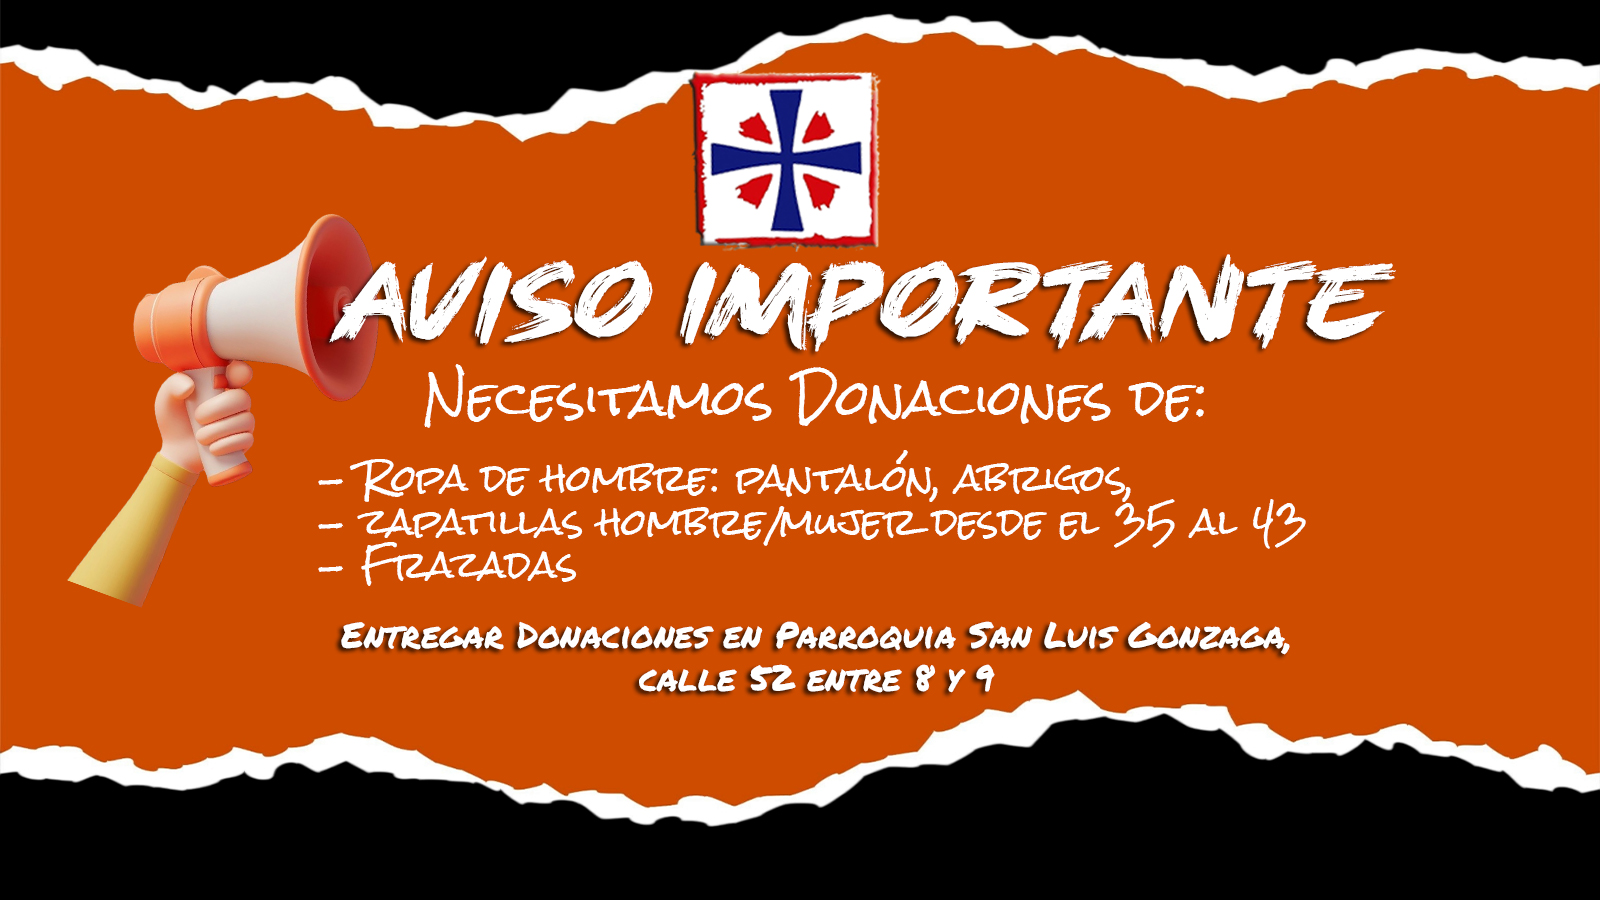 AVISO IMPORTANTE
Necesitamos Donaciones de:
- Ropa de hombre: pantalón, abrigos,
- zapatillas hombre/mujer desde el 35 al 43
- Frazadas
Entregar Donaciones en Parroquia San Luis Gonzaga,
calle 52 entre 8 y 9